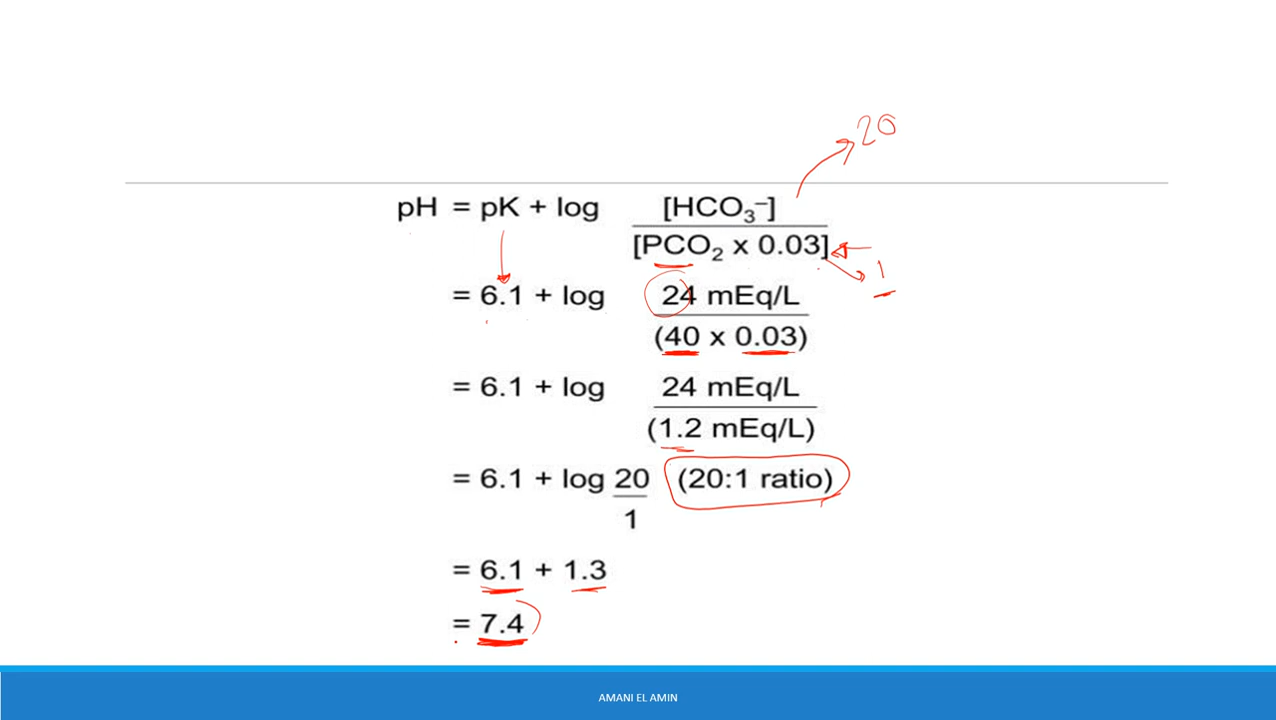 20
pH = pK + log [HCO₃⁻]
[PCO₂ x 0.03]
1
= 6.1 + log 24 mEq/L
(40 x 0.03)
= 6.1 + log 24 mEq/L
(1.2 mEq/L)
= 6.1 + log 20 (20:1 ratio)
1
= 6.1 + 1.3
= 7.4
AMANI EL AMIN